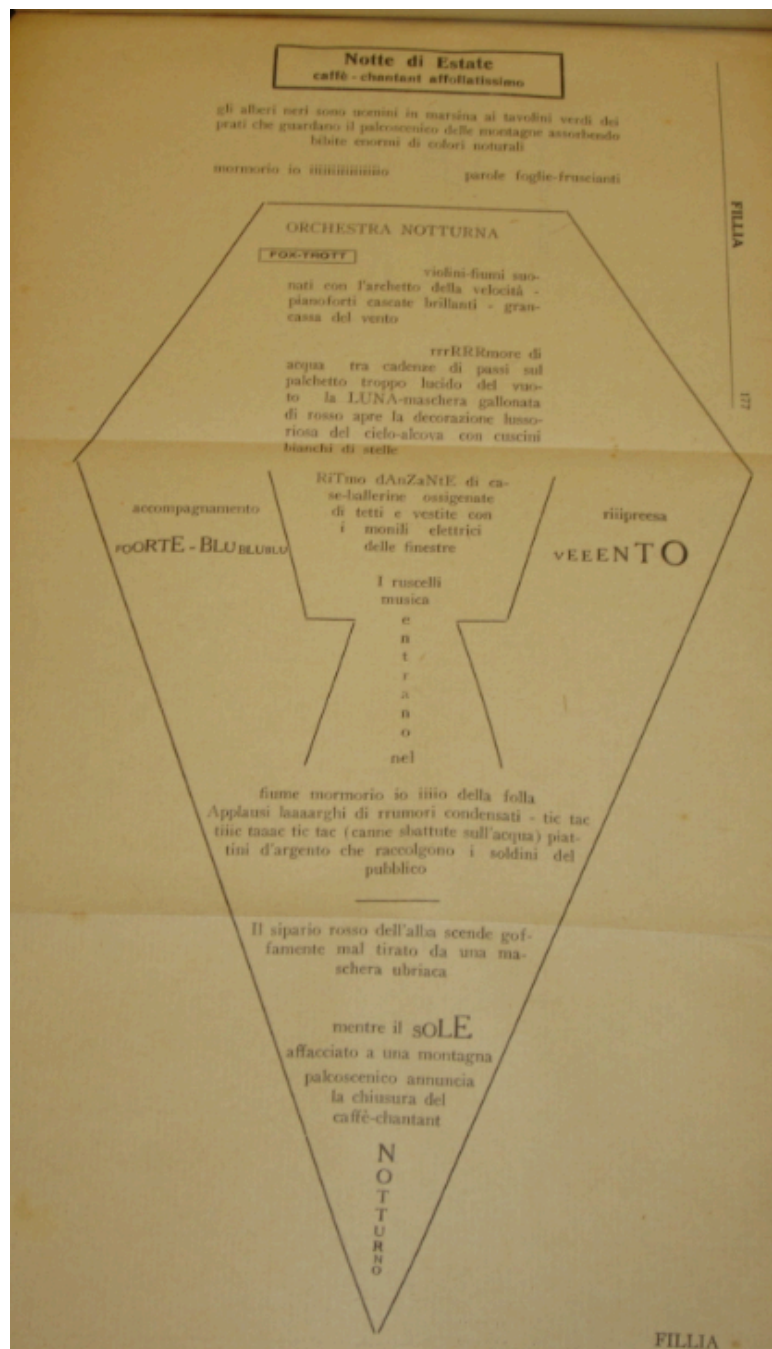 Notte di Estate
caffè - chantant affollatissimo
gli alberi neri sono uomini in marsina ai tavolini verdi dei
prati che guardano il palcoscenico delle montagne assorbendo
bibite enormi di colori naturali
mormorio io iiiiiiiiiiiiiiiiio parole foglie-fruscianti
FILLIA
177
ORCHESTRA NOTTURNA
FOX-TROTT
violini-fiumi suo-
nati con l'archetto della velocità -
pianoforti cascate brillanti - gran-
cassa del vento
rrrRRRmore di
acqua tra cadenze di passi sul
palchetto troppo lucido del vuo-
to la LUNA-maschera gallonata
di rosso apre la decorazione lusso-
riosa del cielo-alcova con cuscini
bianchi di stelle
RiTmo dAnZaNtE di ca-
se-ballerine ossigenate
di tetti e vestite con
i monili elettrici
delle finestre
accompagnamento
FOORTE - BLU BLUBLU
riiipreesa
VEEENTO
I ruscelli
musica
e
n
t
r
a
n
o
nel
fiume mormorio io iiiio della folla
Applausi laaaarghi di rrumori condensati - tic tac
tiiic taaac tic tac (canne sbattute sull'acqua) piat-
tini d'argento che raccolgono i soldini del
pubblico
Il sipario rosso dell'alba scende gof-
famente mal tirato da una ma-
schera ubriaca
mentre il sOLE
affacciato a una montagna
palcoscenico annuncia
la chiusura del
caffè-chantant
N
O
T
T
U
R
N
O
FILLIA